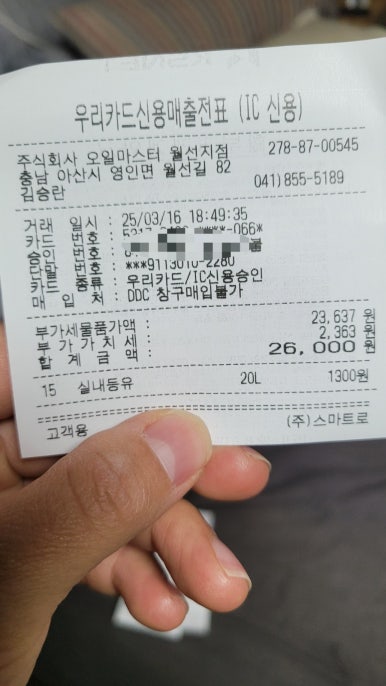 우리카드신용매출전표 (IC 신용)
주식회사 오일마스터 월선지점 278-87-00545
충남 아산시 영인면 월선길 82
김승란 041)855-5189
거래 일시 : 25/03/16 18:49:35
카드 번호 : -066*
승인 번호 :
단말 번호 : ***9113010-2280
카드 종류 : 우리카드/IC신용승인
매 입 처 : DDC 창구매입불가
부가세물품가액 : 23,637 원
부 가 가 치 세 : 2,363 원
합 계 금 액 : 26,000 원
15 실내등유 20L 1300원
고객용 (주)스마트로